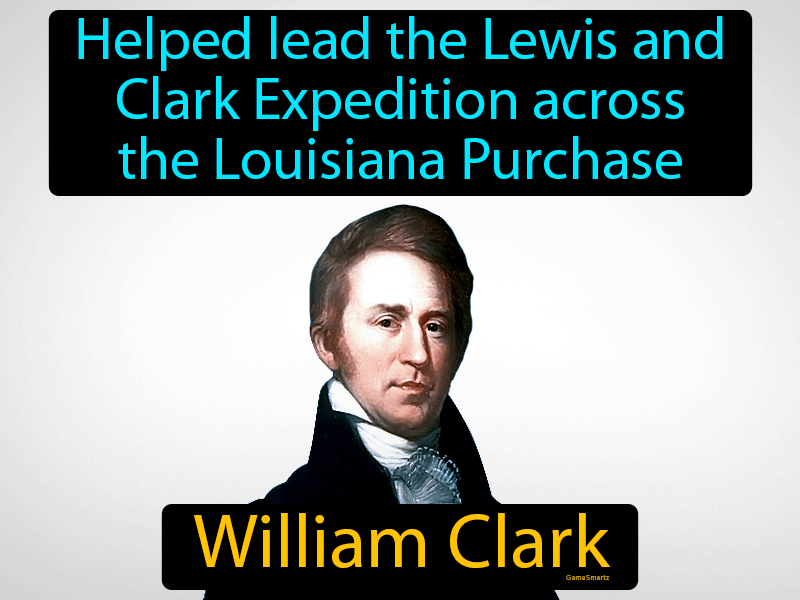 Helped lead the Lewis and
Clark Expedition across
the Louisiana Purchase
William Clark
GameSmartz